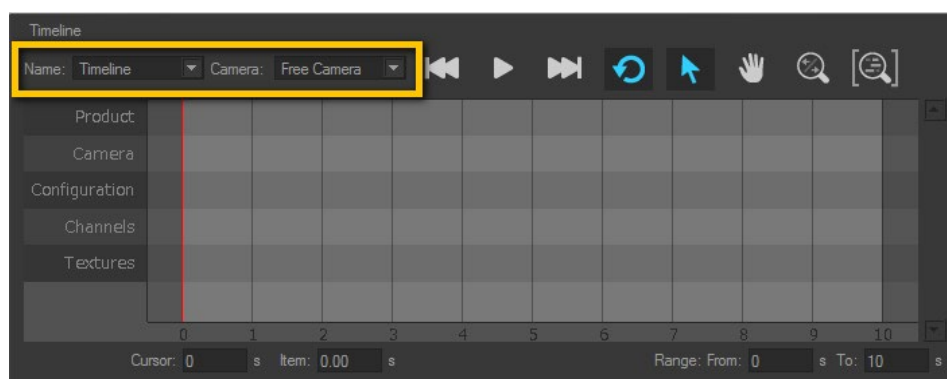 Timeline
Name: Timeline Camera: Free Camera
Product
Camera
Configuration
Channels
Textures
0 1 2 3 4 5 6 7 8 9 10
Cursor: 0 s Item: 0.00 s Range: From: 0 s To: 10 s